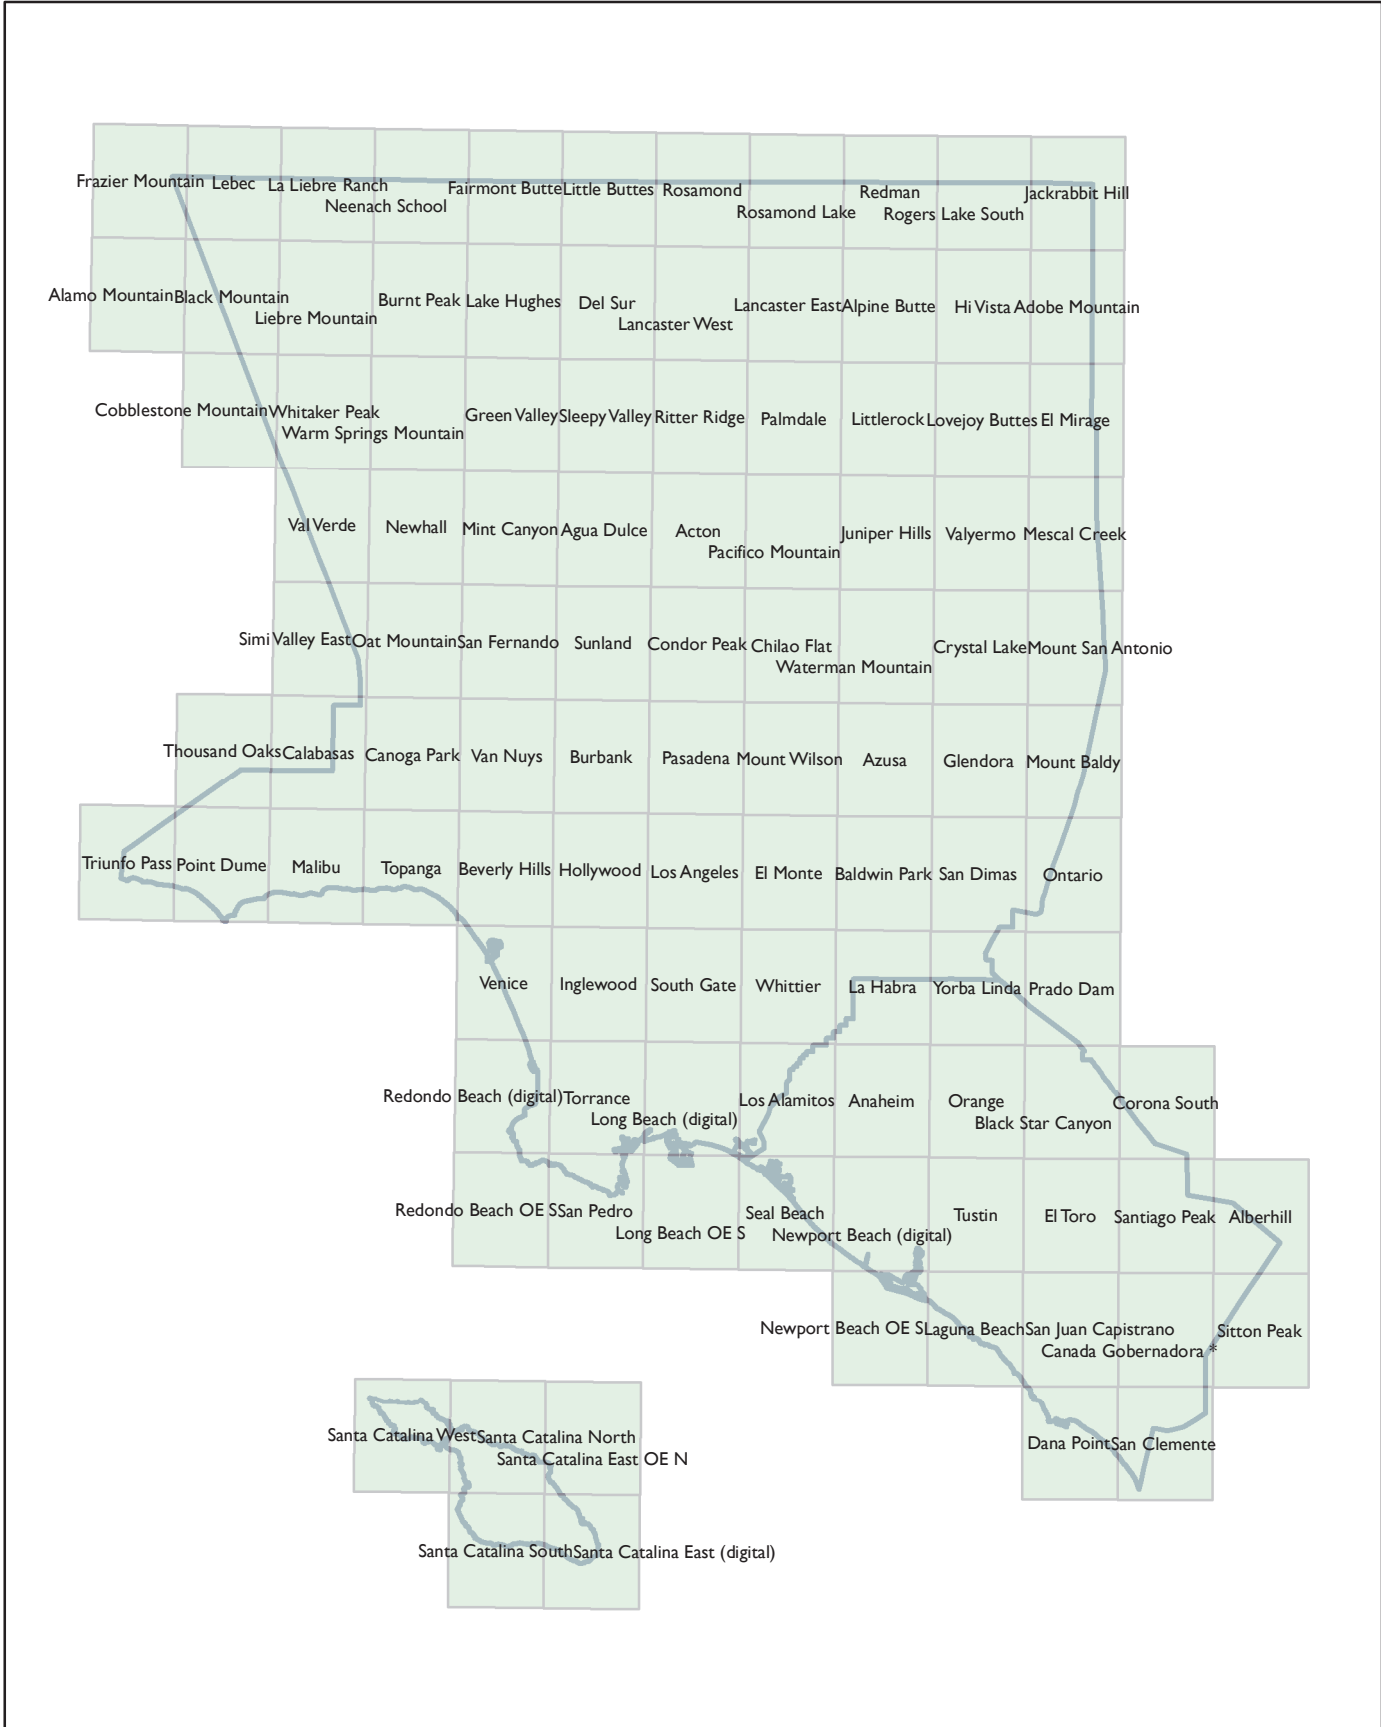 Frazier Mountain
Lebec
La Liebre Ranch
Neenach School
Fairmont Butte
Little Buttes
Rosamond
Rosamond Lake
Redman
Rogers Lake South
Jackrabbit Hill
Alamo Mountain
Black Mountain
Liebre Mountain
Burnt Peak
Lake Hughes
Del Sur
Lancaster West
Lancaster East
Alpine Butte
Hi Vista
Adobe Mountain
Cobblestone Mountain
Whitaker Peak
Warm Springs Mountain
Green Valley
Sleepy Valley
Ritter Ridge
Palmdale
Littlerock
Lovejoy Buttes
El Mirage
Val Verde
Newhall
Mint Canyon
Agua Dulce
Acton
Pacifico Mountain
Juniper Hills
Valyermo
Mescal Creek
Simi Valley East
Oat Mountain
San Fernando
Sunland
Condor Peak
Chilao Flat
Waterman Mountain
Crystal Lake
Mount San Antonio
Thousand Oaks
Calabasas
Canoga Park
Van Nuys
Burbank
Pasadena
Mount Wilson
Azusa
Glendora
Mount Baldy
Triunfo Pass
Point Dume
Malibu
Topanga
Beverly Hills
Hollywood
Los Angeles
El Monte
Baldwin Park
San Dimas
Ontario
Venice
Inglewood
South Gate
Whittier
La Habra
Yorba Linda
Prado Dam
Redondo Beach (digital)
Torrance
Long Beach (digital)
Los Alamitos
Anaheim
Orange
Black Star Canyon
Corona South
Redondo Beach OE S
San Pedro
Long Beach OE S
Seal Beach
Newport Beach (digital)
Tustin
El Toro
Santiago Peak
Alberhill
Newport Beach OE S
Laguna Beach
San Juan Capistrano
Canada Gobernadora *
Sitton Peak
Santa Catalina West
Santa Catalina North
Santa Catalina East OE N
Dana Point
San Clemente
Santa Catalina South
Santa Catalina East (digital)